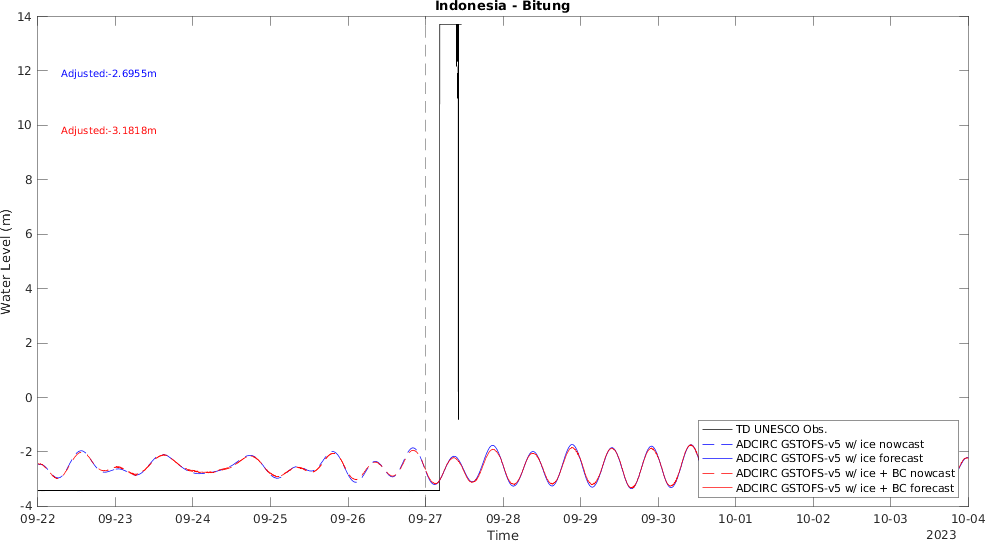 Indonesia - Bitung
14
12
10
8
6
4
2
0
-2
-4
Water Level (m)
Adjusted:-2.6955m
Adjusted:-3.1818m
TD UNESCO Obs.
ADCIRC GSTOFS-v5 w/ ice nowcast
ADCIRC GSTOFS-v5 w/ ice forecast
ADCIRC GSTOFS-v5 w/ ice + BC nowcast
ADCIRC GSTOFS-v5 w/ ice + BC forecast
09-22 09-23 09-24 09-25 09-26 09-27 09-28 09-29 09-30 10-01 10-02 10-03 10-04
Time
2023